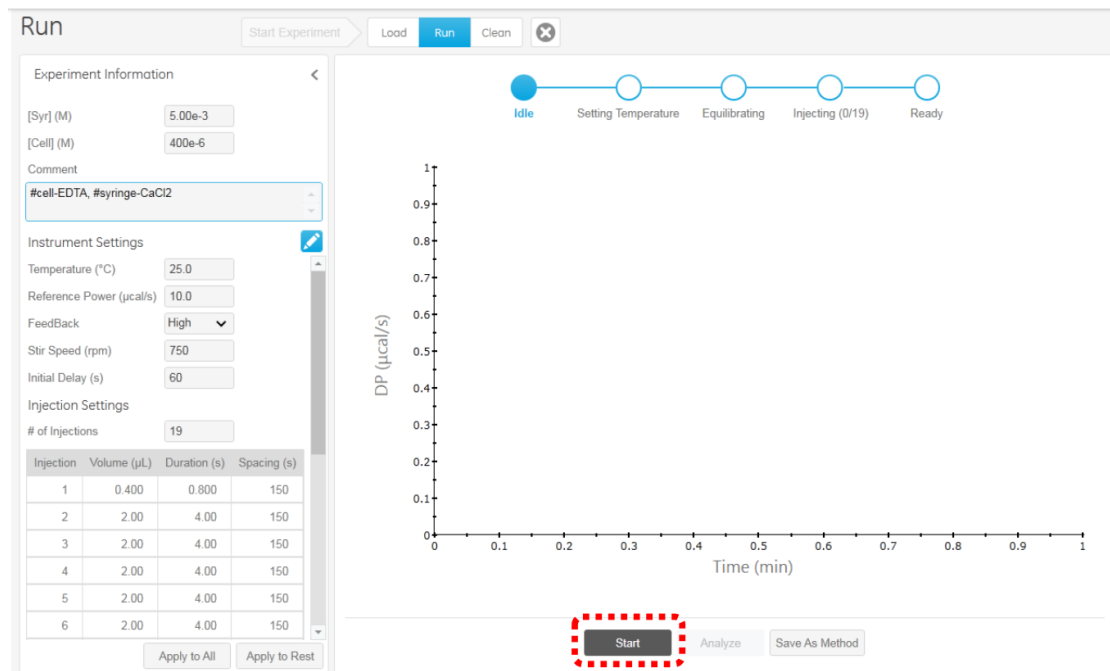 Run
Start Experiment Load Run Clean
Experiment Information
[Syr] (M) 5.00e-3
[Cell] (M) 400e-6
Comment
#cell-EDTA, #syringe-CaCl2
Instrument Settings
Temperature (°C) 25.0
Reference Power (µcal/s) 10.0
FeedBack High
Stir Speed (rpm) 750
Initial Delay (s) 60
Injection Settings
# of Injections 19
Injection Volume (µL) Duration (s) Spacing (s)
1 0.400 0.800 150
2 2.00 4.00 150
3 2.00 4.00 150
4 2.00 4.00 150
5 2.00 4.00 150
6 2.00 4.00 150
Apply to All Apply to Rest
Idle Setting Temperature Equilibrating Injecting (0/19) Ready
DP (µcal/s)
1
0.9
0.8
0.7
0.6
0.5
0.4
0.3
0.2
0.1
0
0 0.1 0.2 0.3 0.4 0.5 0.6 0.7 0.8 0.9 1
Time (min)
Start Analyze Save As Method